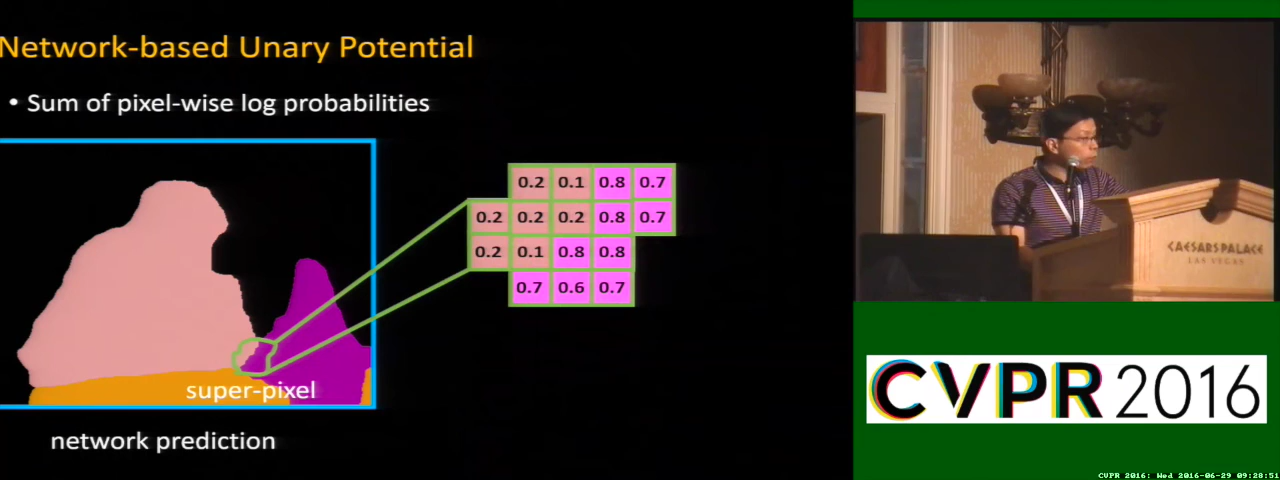 Network-based Unary Potential
• Sum of pixel-wise log probabilities
0.2 0.1 0.8 0.7
0.2 0.2 0.2 0.8 0.7
0.2 0.1 0.8 0.8
0.7 0.6 0.7
super-pixel
network prediction
CAESARS PALACE
LAS VEGAS
CVPR 2016
CVPR 2016: Wed 2016-06-29 09:28:51